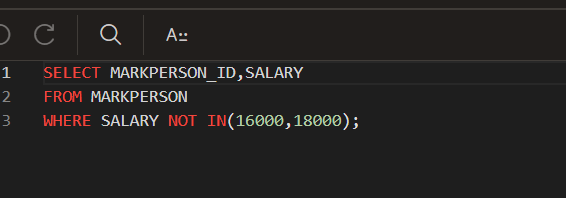 A::
1 SELECT MARKPERSON_ID,SALARY
2 FROM MARKPERSON
3 WHERE SALARY NOT IN(16000,18000);